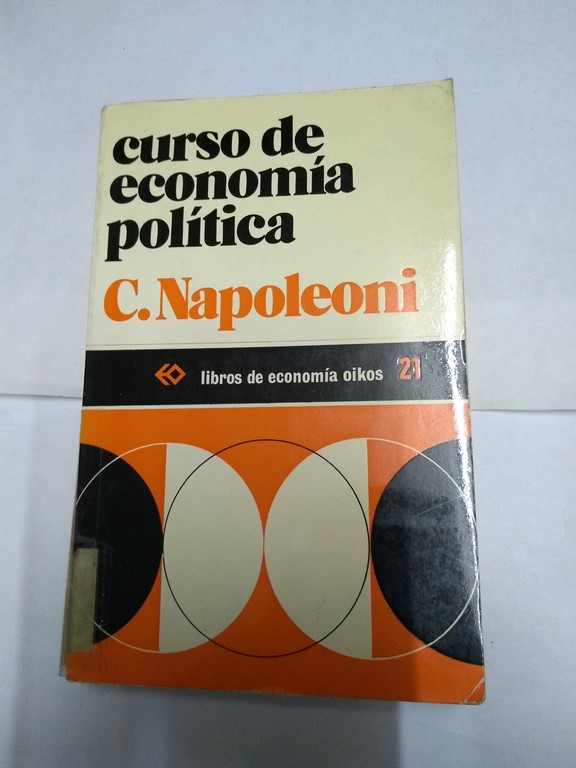 curso de
economía
política
C. Napoleoni
libros de economía oikos 21